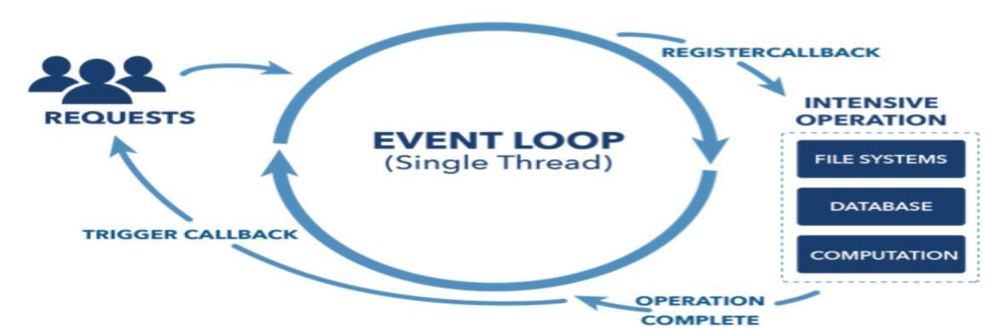 REGISTERCALLBACK
REQUESTS
INTENSIVE
OPERATION
EVENT LOOP
(Single Thread)
FILE SYSTEMS
DATABASE
COMPUTATION
TRIGGER CALLBACK
OPERATION
COMPLETE